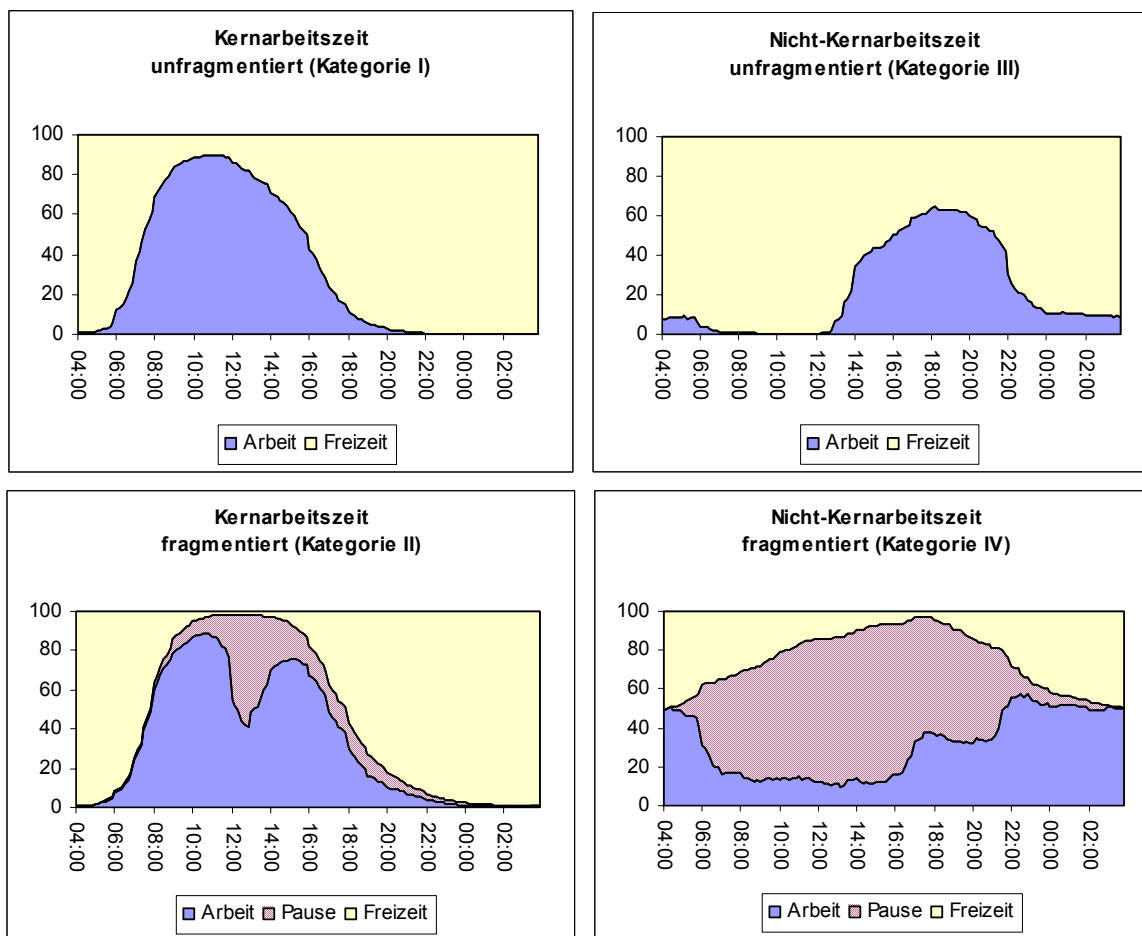 Kernarbeitszeit
unfragmentiert (Kategorie I)
100
80
60
40
20
0
04:00 06:00 08:00 10:00 12:00 14:00 16:00 18:00 20:00 22:00 00:00 02:00
Arbeit Freizeit
Nicht-Kernarbeitszeit
unfragmentiert (Kategorie III)
100
80
60
40
20
0
04:00 06:00 08:00 10:00 12:00 14:00 16:00 18:00 20:00 22:00 00:00 02:00
Arbeit Freizeit
Kernarbeitszeit
fragmentiert (Kategorie II)
100
80
60
40
20
0
04:00 06:00 08:00 10:00 12:00 14:00 16:00 18:00 20:00 22:00 00:00 02:00
Arbeit Pause Freizeit
Nicht-Kernarbeitszeit
fragmentiert (Kategorie IV)
100
80
60
40
20
0
04:00 06:00 08:00 10:00 12:00 14:00 16:00 18:00 20:00 22:00 00:00 02:00
Arbeit Pause Freizeit